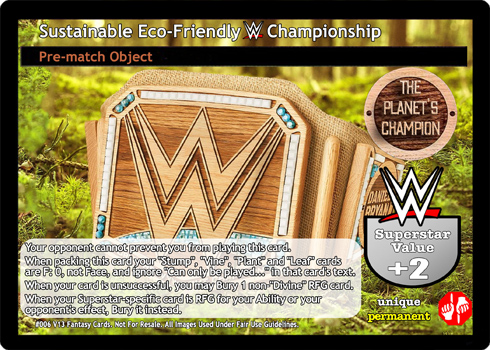 Sustainable Eco-Friendly W Championship
Pre-match Object
THE
PLANET'S
CHAMPION
DANIEL
BRYAN
W
Superstar
Value
+2
Your opponent cannot prevent you from playing this card.
When packing this card your "Stump", "Vine", "Plant" and "Leaf" cards
are F: 0, not Face, and ignore "Can only be played..." in that card's text.
When your card is unsuccessful, you may Bury 1 non-"Divine" RFG card.
When your Superstar-specific card is RFG for your Ability or your
opponent's effect, Bury it instead.
unique
permanent
#006 V13 Fantasy Cards. Not For Resale. All Images Used Under Fair Use Guidelines.